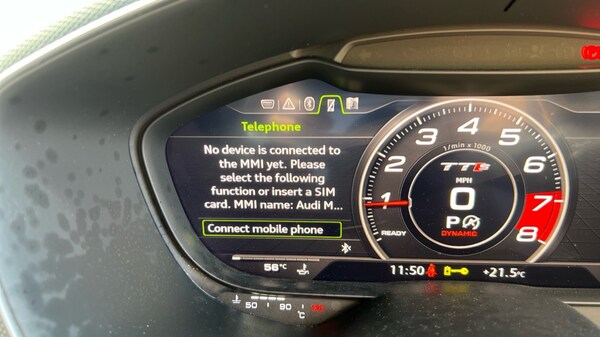 Telephone
No device is connected to
the MMI yet. Please
select the following
function or insert a SIM
card. MMI name: Audi M...
Connect mobile phone
58°C
50 90 130
°C
1 2 3 4 5 6 7 8
1/min x 1000
TTS
MPH
0
P
DYNAMIC
READY
11:50
+21.5°C